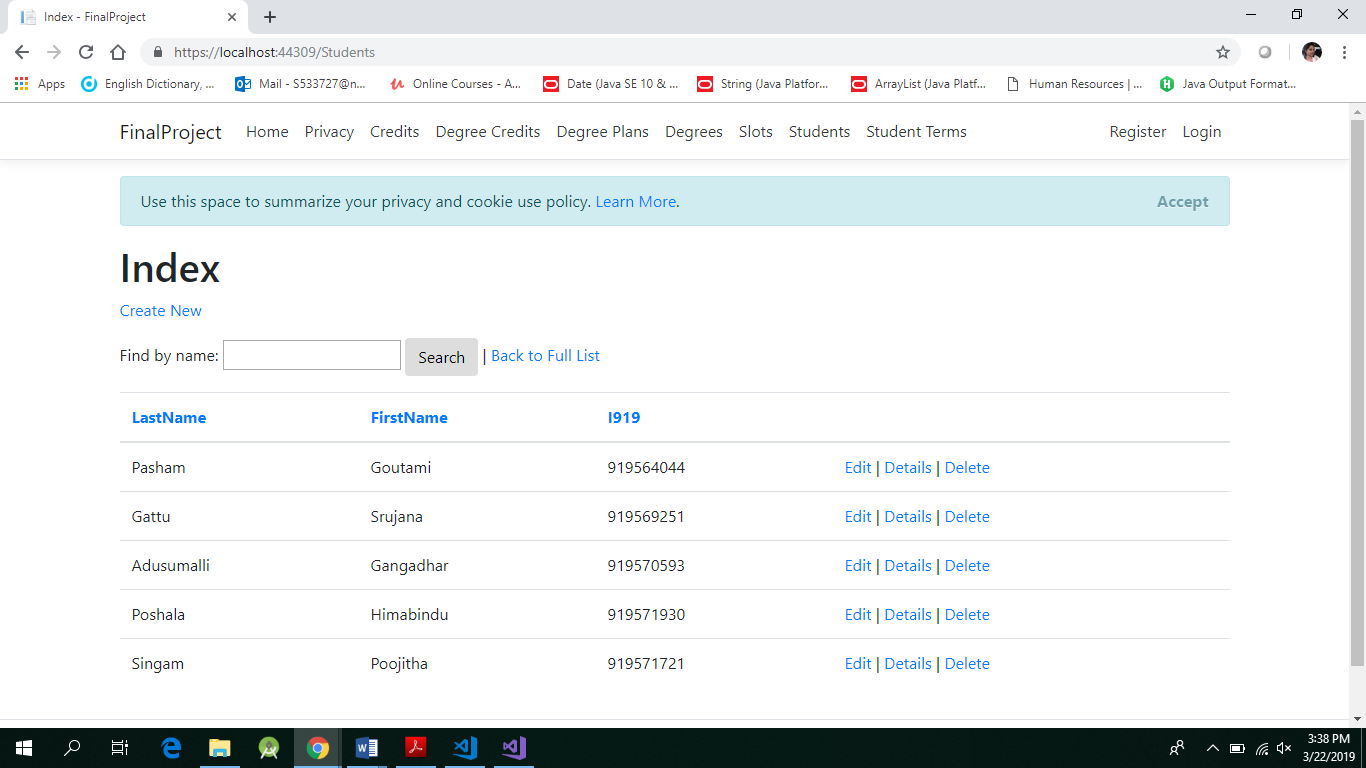 Index - FinalProject
https://localhost:44309/Students
Apps English Dictionary, ... Mail - S533727@n... Online Courses - A... Date (Java SE 10 & ... String (Java Platfor... ArrayList (Java Platf... Human Resources | ... Java Output Format...
FinalProject Home Privacy Credits Degree Credits Degree Plans Degrees Slots Students Student Terms Register Login
Use this space to summarize your privacy and cookie use policy. Learn More. Accept
Index
Create New
Find by name: Search | Back to Full List
LastName FirstName I919
Pasham Goutami 919564044 Edit | Details | Delete
Gattu Srujana 919569251 Edit | Details | Delete
Adusumalli Gangadhar 919570593 Edit | Details | Delete
Poshala Himabindu 919571930 Edit | Details | Delete
Singam Poojitha 919571721 Edit | Details | Delete
3:38 PM
3/22/2019